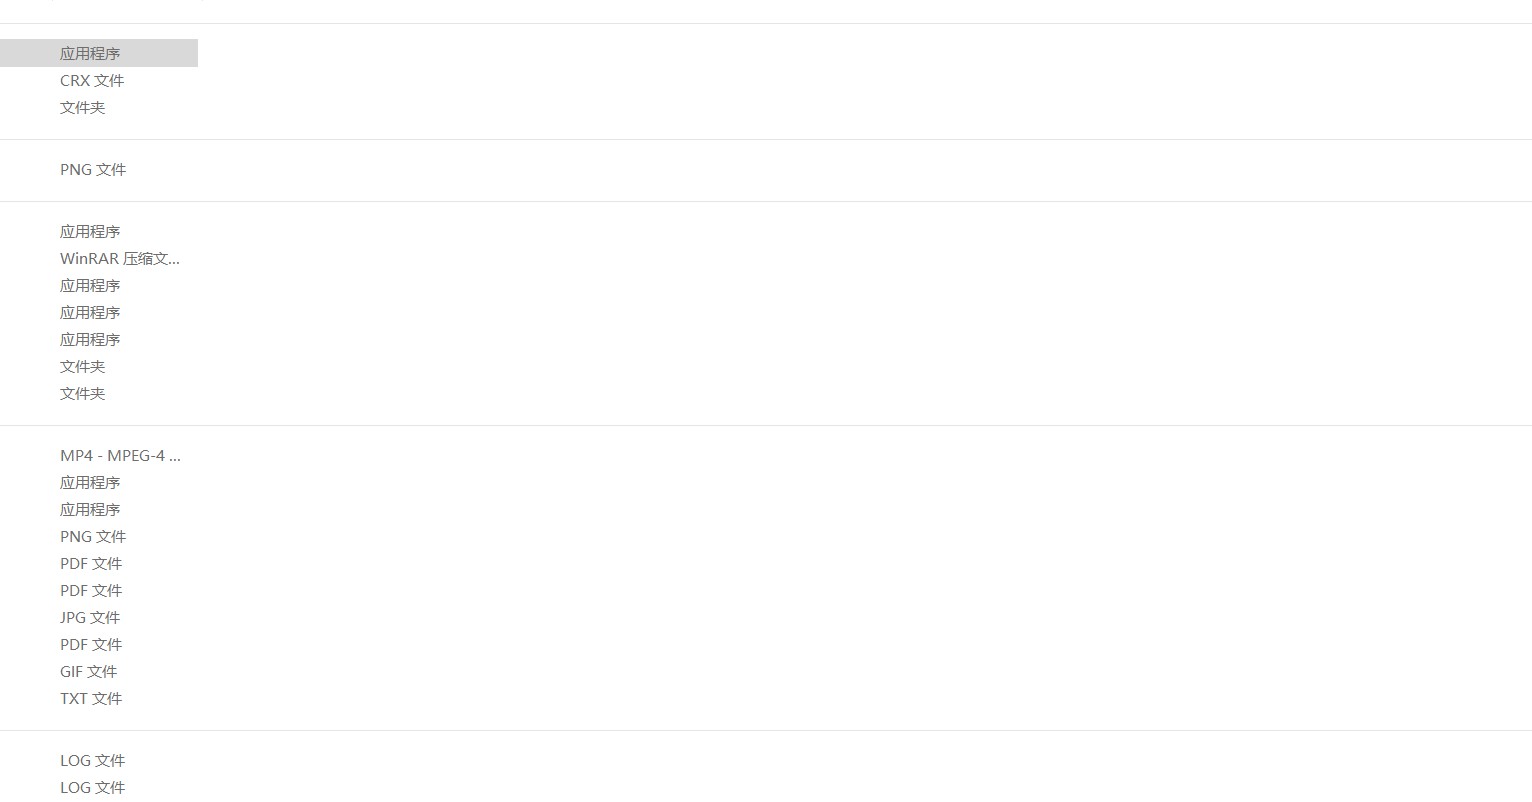 应用程序
CRX 文件
文件夹
PNG 文件
应用程序
WinRAR 压缩文...
应用程序
应用程序
应用程序
文件夹
文件夹
MP4 - MPEG-4 ...
应用程序
应用程序
PNG 文件
PDF 文件
PDF 文件
JPG 文件
PDF 文件
GIF 文件
TXT 文件
LOG 文件
LOG 文件